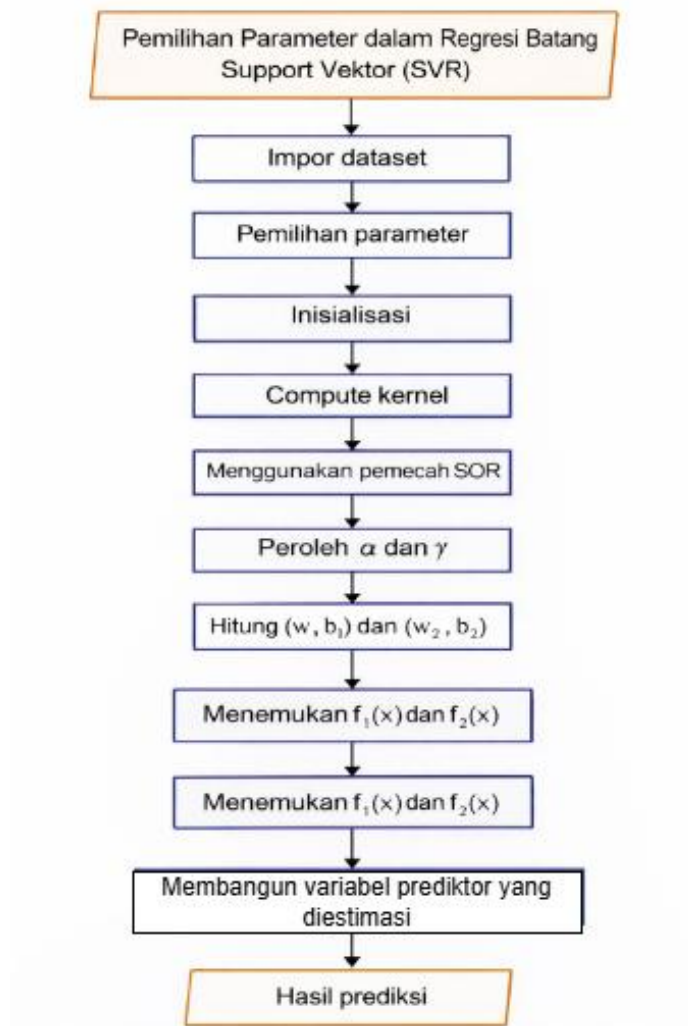 Pemilihan Parameter dalam Regresi Batang
Support Vektor (SVR)
Impor dataset
Pemilihan parameter
Inisialisasi
Compute kernel
Menggunakan pemecah SOR
Peroleh α dan γ
Hitung (w, b₁) dan (w₂, b₂)
Menemukan f₁(x) dan f₂(x)
Menemukan f₁(x) dan f₂(x)
Membangun variabel prediktor yang
diestimasi
Hasil prediksi